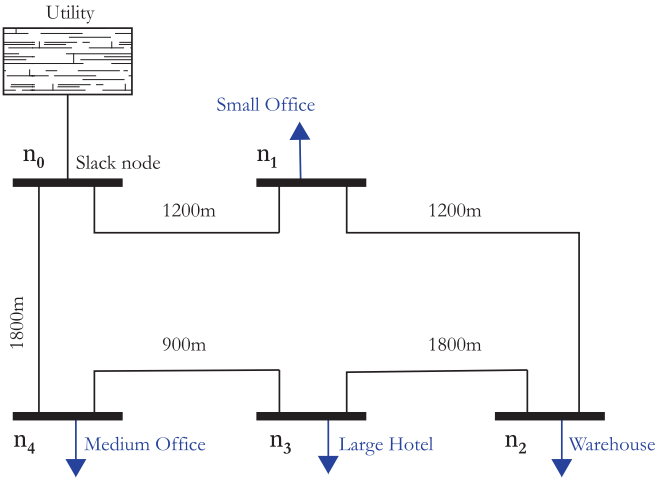 Utility
Small Office
n0
Slack node
n1
1200m
1200m
1800m
900m
1800m
n4
Medium Office
n3
Large Hotel
n2
Warehouse